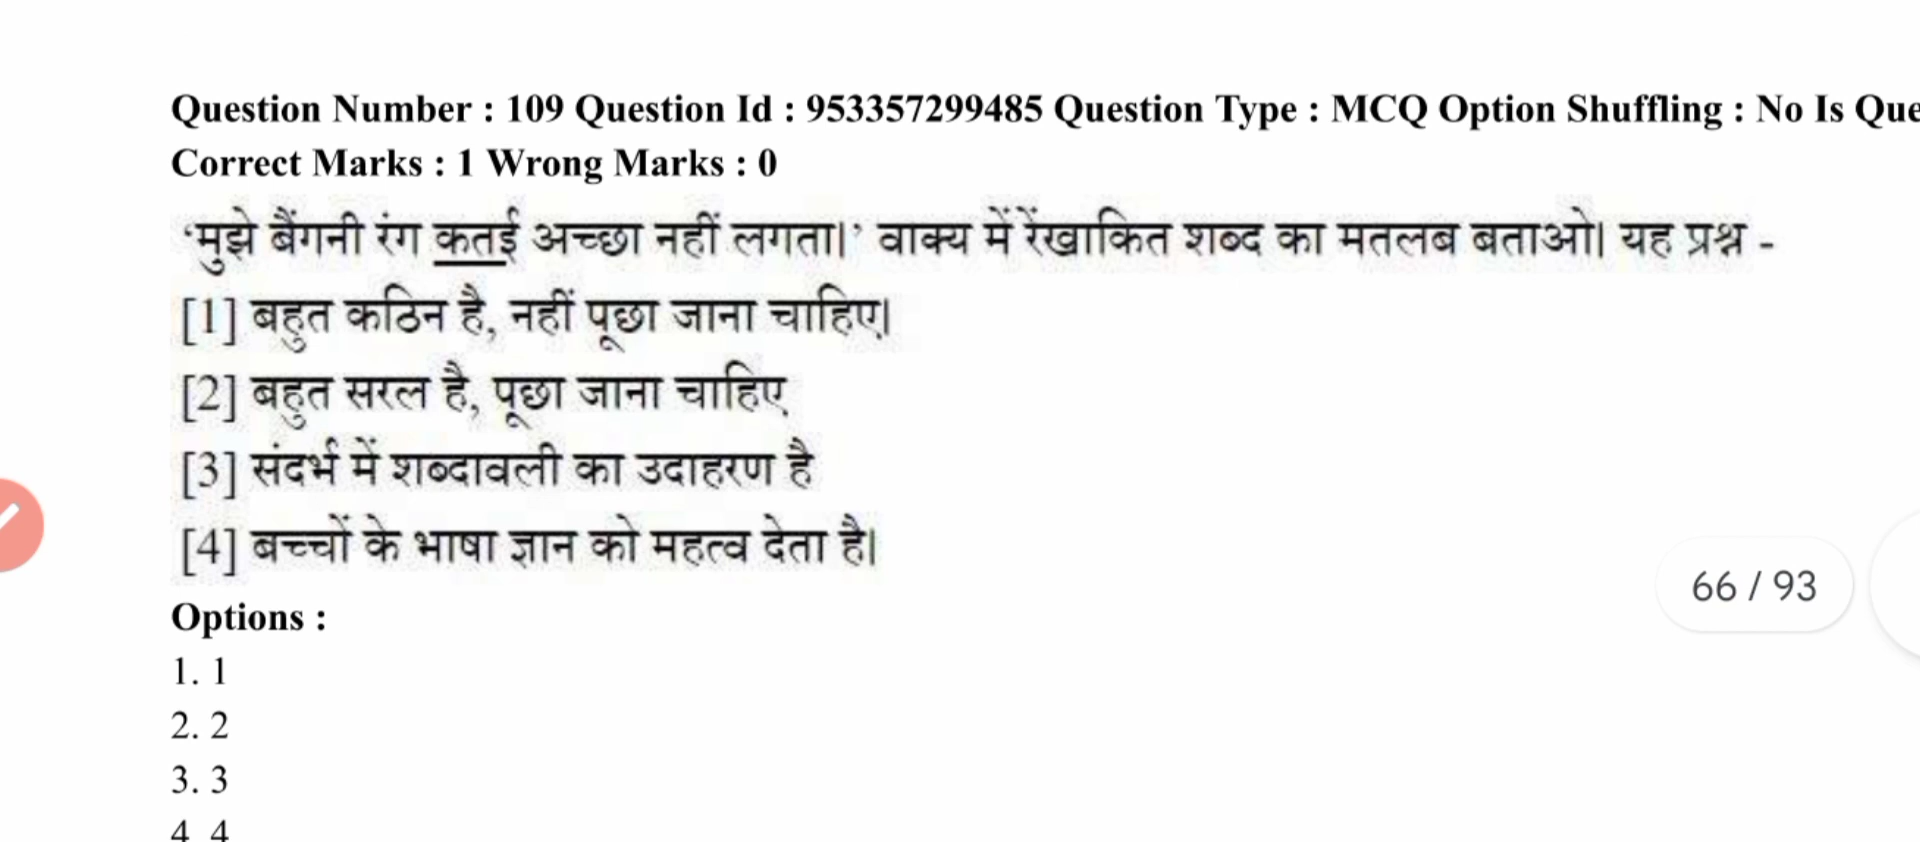 Question Number : 109 Question Id : 953357299485 Question Type : MCQ Option Shuffling : No Is Que
Correct Marks : 1 Wrong Marks : 0
‘मुझे बैंगनी रंग कतई अच्छा नहीं लगता।’ वाक्य में रेंखाकित शब्द का मतलब बताओ। यह प्रश्न -
[1] बहुत कठिन है, नहीं पूछा जाना चाहिए।
[2] बहुत सरल है, पूछा जाना चाहिए
[3] संदर्भ में शब्दावली का उदाहरण है
[4] बच्चों के भाषा ज्ञान को महत्व देता है।
Options :
1. 1
2. 2
3. 3
4 4
66 / 93